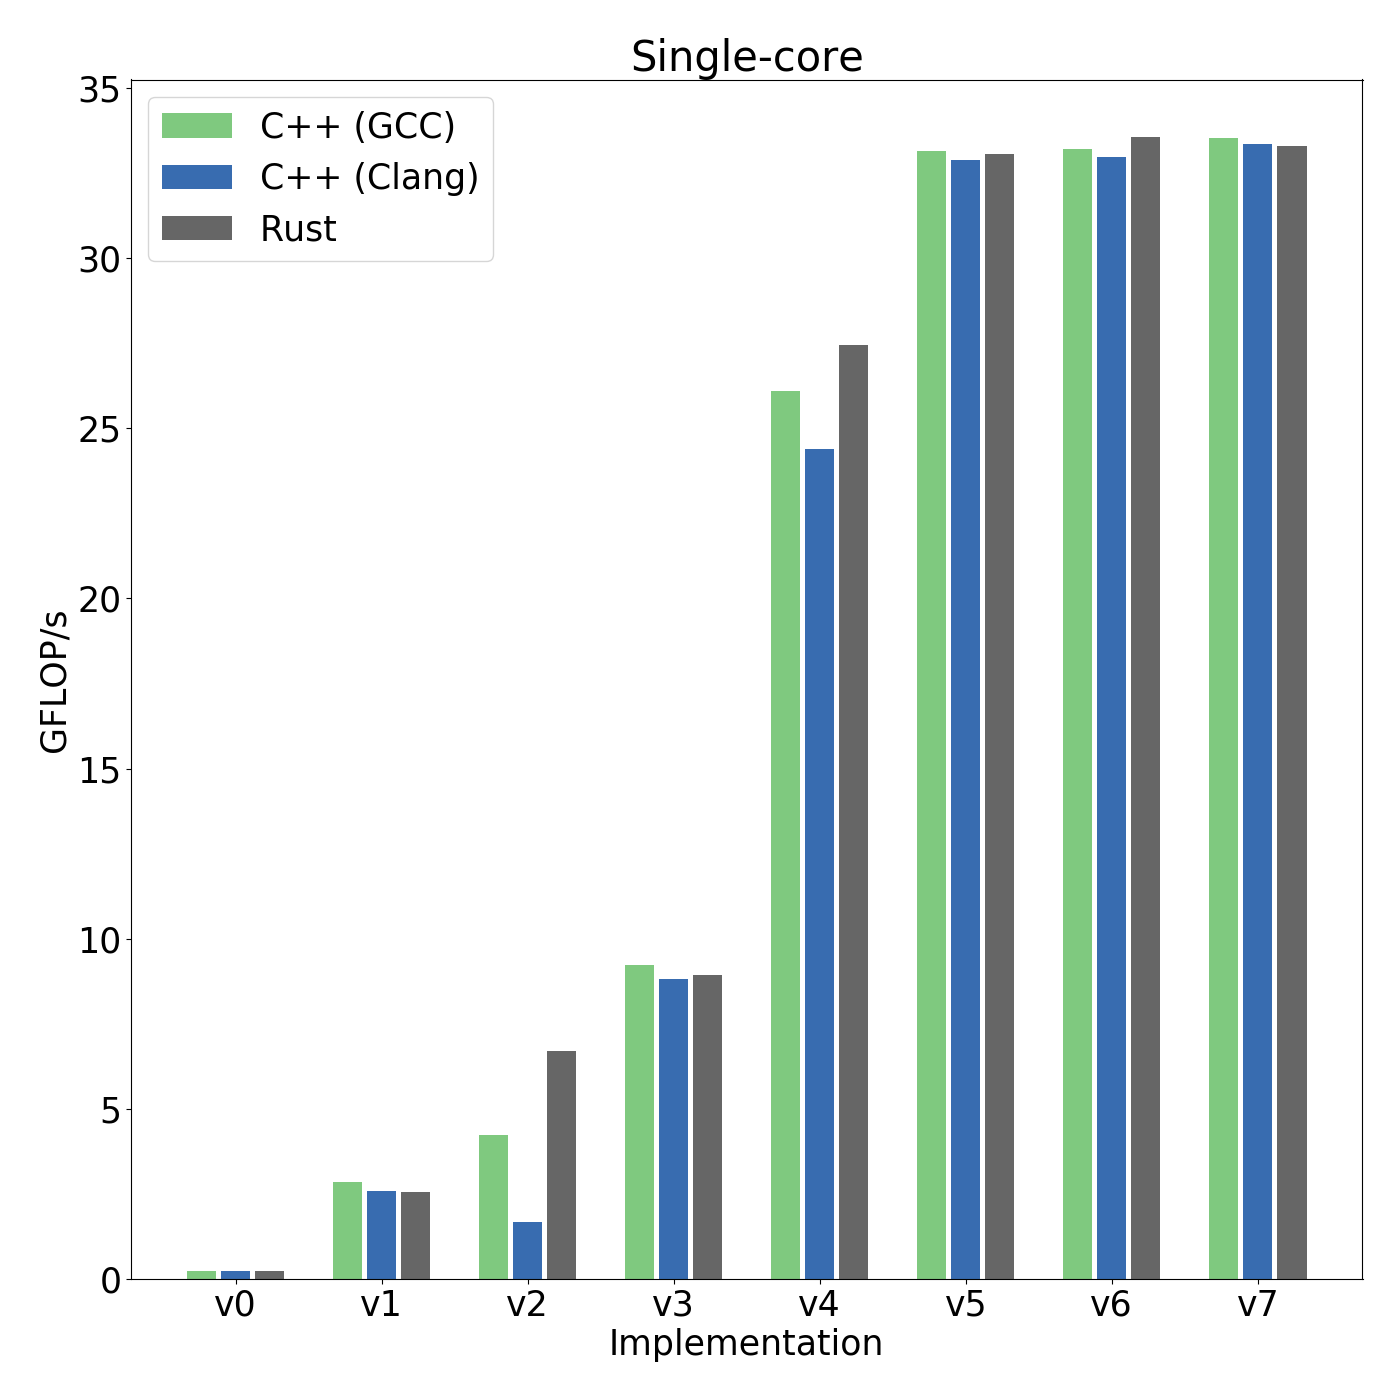 Single-core
C++ (GCC)
C++ (Clang)
Rust
35
30
25
20
15
10
5
0
GFLOP/s
v0 v1 v2 v3 v4 v5 v6 v7
Implementation